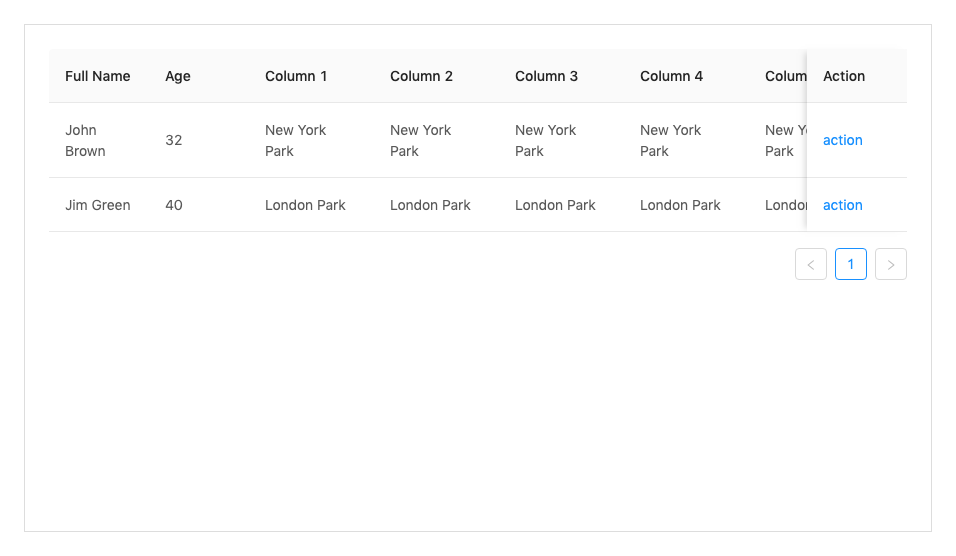 Full Name Age Column 1 Column 2 Column 3 Column 4 Colum Action
John Brown 32 New York Park New York Park New York Park New York Park New Y Park action
Jim Green 40 London Park London Park London Park London Park Londo action
1